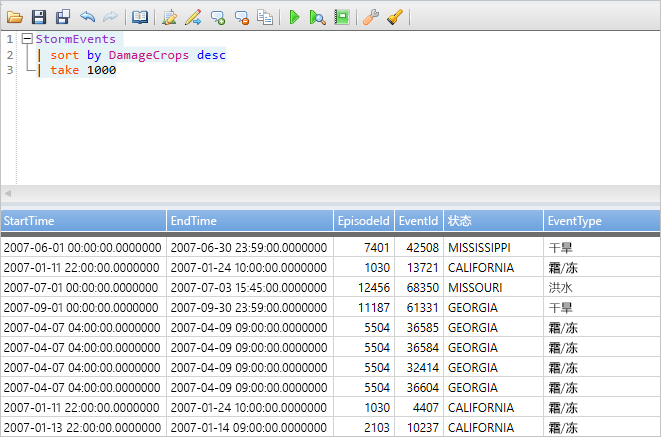 1 StormEvents
2 | sort by DamageCrops desc
3 | take 1000
StartTime EndTime EpisodeId EventId 状态 EventType
2007-06-01 00:00:00.0000000 2007-06-30 23:59:00.0000000 7401 42508 MISSISSIPPI 干旱
2007-01-11 22:00:00.0000000 2007-01-24 10:00:00.0000000 1030 13721 CALIFORNIA 霜/冻
2007-07-01 00:00:00.0000000 2007-07-03 15:45:00.0000000 12456 68350 MISSOURI 洪水
2007-09-01 00:00:00.0000000 2007-09-30 23:59:00.0000000 11187 61331 GEORGIA 干旱
2007-04-07 04:00:00.0000000 2007-04-09 09:00:00.0000000 5504 36585 GEORGIA 霜/冻
2007-04-07 04:00:00.0000000 2007-04-09 09:00:00.0000000 5504 36584 GEORGIA 霜/冻
2007-04-07 04:00:00.0000000 2007-04-09 09:00:00.0000000 5504 32414 GEORGIA 霜/冻
2007-04-07 04:00:00.0000000 2007-04-09 09:00:00.0000000 5504 36604 GEORGIA 霜/冻
2007-01-11 22:00:00.0000000 2007-01-24 10:00:00.0000000 1030 4407 CALIFORNIA 霜/冻
2007-01-13 22:00:00.0000000 2007-01-14 09:00:00.0000000 2103 10237 CALIFORNIA 霜/冻